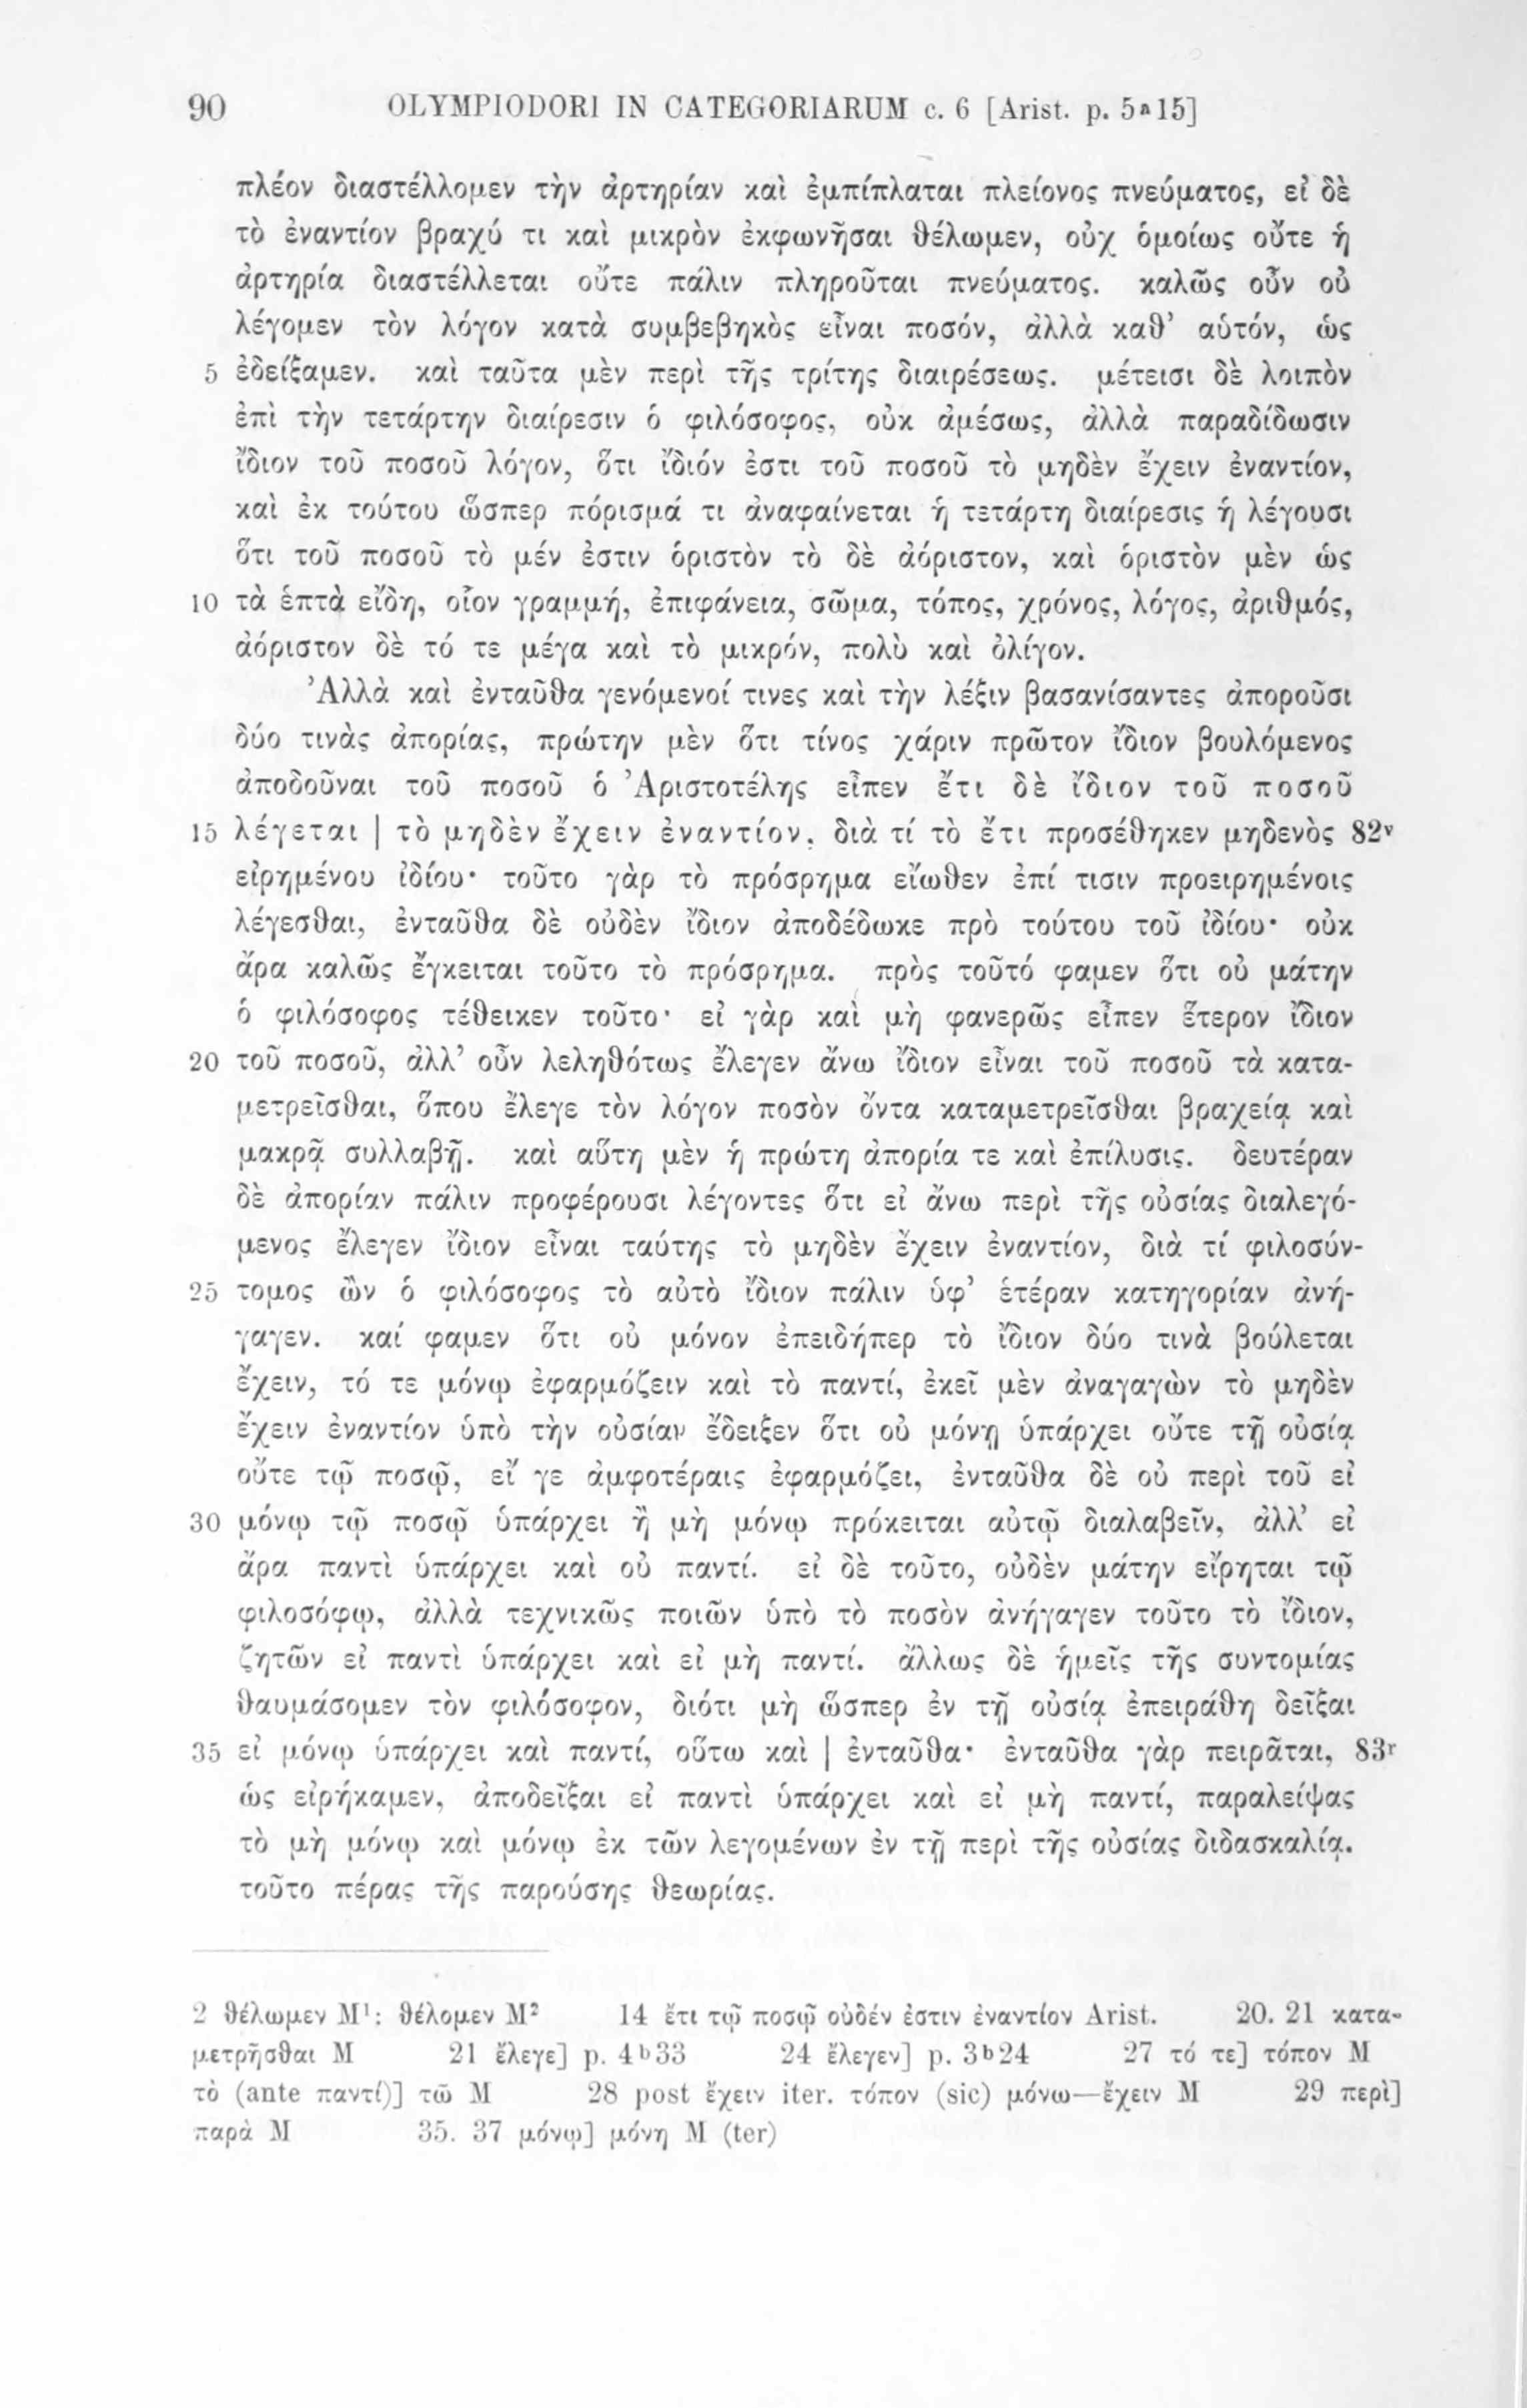 90 OLYMPIODORI IN CATEGORIARUM c. 6 [Arist. p. 5ᵃ15]
πλέον διαστέλλομεν τὴν ἀρτηρίαν καὶ ἐμπίπλαται πλείονος πνεύματος, εἰ δὲ
τὸ ἐναντίον βραχύ τι καὶ μικρὸν ἐκφωνῆσαι θέλωμεν, οὐχ ὁμοίως οὔτε ἡ
ἀρτηρία διαστέλλεται οὔτε πάλιν πληροῦται πνεύματος. καλῶς οὖν οὐ
λέγομεν τὸν λόγον κατὰ συμβεβηκὸς εἶναι ποσόν, ἀλλὰ καθ’ αὑτόν, ὡς
5 ἐδείξαμεν. καὶ ταῦτα μὲν περὶ τῆς τρίτης διαιρέσεως. μέτεισι δὲ λοιπὸν
ἐπὶ τὴν τετάρτην διαίρεσιν ὁ φιλόσοφος, οὐκ ἀμέσως, ἀλλὰ παραδίδωσιν
ἴδιον τοῦ ποσοῦ λόγον, ὅτι ἴδιόν ἐστι τοῦ ποσοῦ τὸ μηδὲν ἔχειν ἐναντίον,
καὶ ἐκ τούτου ὥσπερ πόρισμά τι ἀναφαίνεται ἡ τετάρτη διαίρεσις ἡ λέγουσι
ὅτι τοῦ ποσοῦ τὸ μέν ἐστιν ὁριστὸν τὸ δὲ ἀόριστον, καὶ ὁριστὸν μὲν ὡς
10 τὰ ἑπτὰ εἴδη, οἷον γραμμή, ἐπιφάνεια, σῶμα, τόπος, χρόνος, λόγος, ἀριθμός,
ἀόριστον δὲ τό τε μέγα καὶ τὸ μικρόν, πολὺ καὶ ὀλίγον.
Ἀλλὰ καὶ ἐνταῦθα γενόμενοί τινες καὶ τὴν λέξιν βασανίσαντες ἀποροῦσι
δύο τινὰς ἀπορίας, πρώτην μὲν ὅτι τίνος χάριν πρῶτον ἴδιον βουλόμενος
ἀποδοῦναι τοῦ ποσοῦ ὁ Ἀριστοτέλης εἶπεν ἔτι δὲ ἴδιον τοῦ ποσοῦ
15 λέγεται | τὸ μηδὲν ἔχειν ἐναντίον, διὰ τί τὸ ἔτι προσέθηκεν μηδενὸς 82ᵛ
εἰρημένου ἰδίου· τοῦτο γὰρ τὸ πρόσρημα εἴωθεν ἐπί τισιν προειρημένοις
λέγεσθαι, ἐνταῦθα δὲ οὐδὲν ἴδιον ἀποδέδωκε πρὸ τούτου τοῦ ἰδίου· οὐκ
ἄρα καλῶς ἔγκειται τοῦτο τὸ πρόσρημα. πρὸς τοῦτό φαμεν ὅτι οὐ μάτην
ὁ φιλόσοφος τέθεικεν τοῦτο· εἰ γὰρ καὶ μὴ φανερῶς εἶπεν ἕτερον ἴδιον
20 τοῦ ποσοῦ, ἀλλ’ οὖν λεληθότως ἔλεγεν ἄνω ἴδιον εἶναι τοῦ ποσοῦ τὰ κατα-
μετρεῖσθαι, ὅπου ἔλεγε τὸν λόγον ποσὸν ὄντα καταμετρεῖσθαι βραχείᾳ καὶ
μακρᾷ συλλαβῇ. καὶ αὕτη μὲν ἡ πρώτη ἀπορία τε καὶ ἐπίλυσις. δευτέραν
δὲ ἀπορίαν πάλιν προφέρουσι λέγοντες ὅτι εἰ ἄνω περὶ τῆς οὐσίας διαλεγό-
μενος ἔλεγεν ἴδιον εἶναι ταύτης τὸ μηδὲν ἔχειν ἐναντίον, διὰ τί φιλοσύν-
25 τομος ὢν ὁ φιλόσοφος τὸ αὐτὸ ἴδιον πάλιν ὑφ’ ἑτέραν κατηγορίαν ἀνή-
γαγεν. καί φαμεν ὅτι οὐ μόνον ἐπειδήπερ τὸ ἴδιον δύο τινὰ βούλεται
ἔχειν, τό τε μόνῳ ἐφαρμόζειν καὶ τὸ παντί, ἐκεῖ μὲν ἀναγαγὼν τὸ μηδὲν
ἔχειν ἐναντίον ὑπὸ τὴν οὐσίαν ἔδειξεν ὅτι οὐ μόνῃ ὑπάρχει οὔτε τῇ οὐσίᾳ
οὔτε τῷ ποσῷ, εἴ γε ἀμφοτέραις ἐφαρμόζει, ἐνταῦθα δὲ οὐ περὶ τοῦ εἰ
30 μόνῳ τῷ ποσῷ ὑπάρχει ἢ μὴ μόνῳ πρόκειται αὐτῷ διαλαβεῖν, ἀλλ’ εἰ
ἄρα παντὶ ὑπάρχει καὶ οὐ παντί. εἰ δὲ τοῦτο, οὐδὲν μάτην εἴρηται τῷ
φιλοσόφῳ, ἀλλὰ τεχνικῶς ποιῶν ὑπὸ τὸ ποσὸν ἀνήγαγεν τοῦτο τὸ ἴδιον,
ζητῶν εἰ παντὶ ὑπάρχει καὶ εἰ μὴ παντί. ἄλλως δὲ ἡμεῖς τῆς συντομίας
θαυμάσομεν τὸν φιλόσοφον, διότι μὴ ὥσπερ ἐν τῇ οὐσίᾳ ἐπειράθη δεῖξαι
35 εἰ μόνῳ ὑπάρχει καὶ παντί, οὕτω καὶ | ἐνταῦθα· ἐνταῦθα γὰρ πειρᾶται, 83ʳ
ὡς εἰρήκαμεν, ἀποδεῖξαι εἰ παντὶ ὑπάρχει καὶ εἰ μὴ παντί, παραλείψας
τὸ μὴ μόνῳ καὶ μόνῳ ἐκ τῶν λεγομένων ἐν τῇ περὶ τῆς οὐσίας διδασκαλίᾳ.
τοῦτο πέρας τῆς παρούσης θεωρίας.
2 θέλωμεν M¹: θέλομεν M² 14 ἔτι τῷ ποσῷ οὐδέν ἐστιν ἐναντίον Arist. 20. 21 κατα-
μετρῆσθαι M 21 ἔλεγε] p. 4ᵇ33 24 ἔλεγεν] p. 3ᵇ24 27 τό τε] τόπον M
τὸ (ante παντί)] τῶ M 28 post ἔχειν iter. τόπον (sic) μόνω—ἔχειν M 29 περὶ]
παρὰ M 35. 37 μόνῳ] μόνη M (ter)